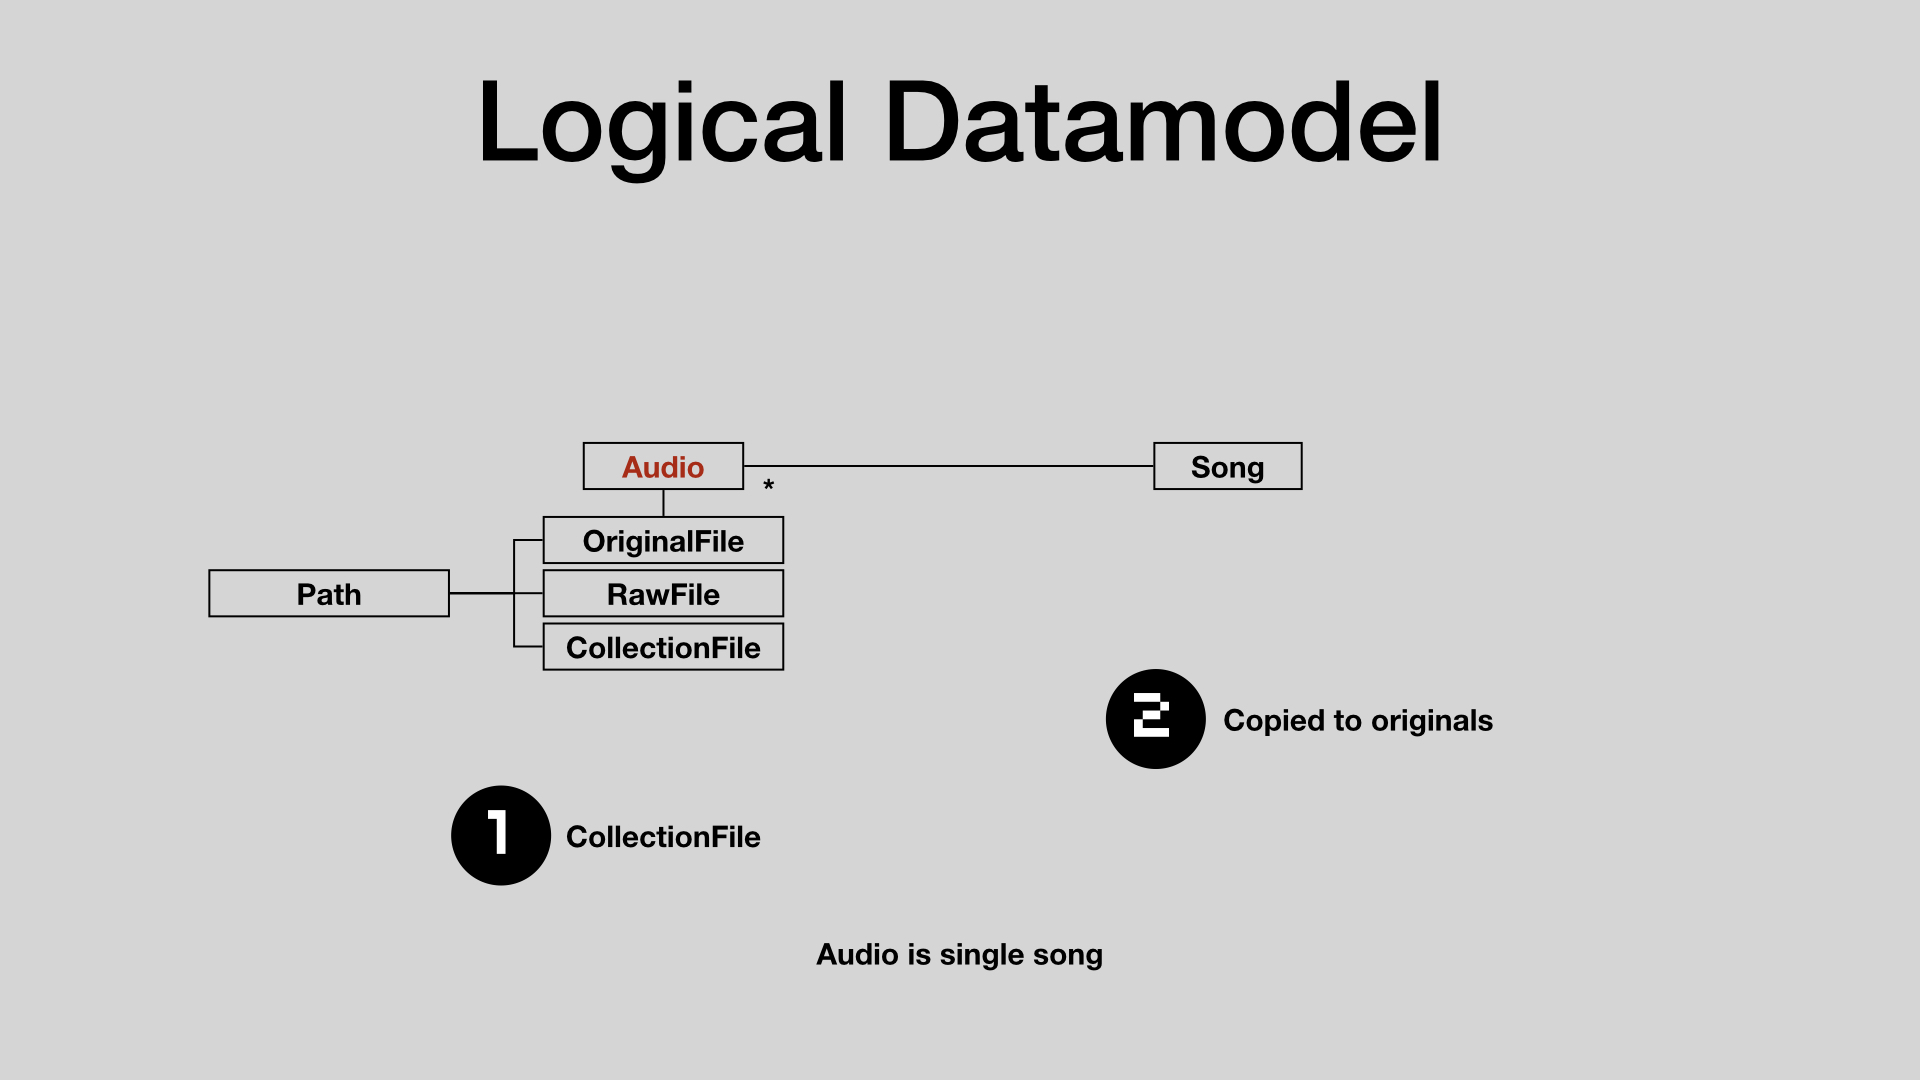 Logical Datamodel
Audio
Song
*
OriginalFile
Path
RawFile
CollectionFile
2
Copied to originals
1
CollectionFile
Audio is single song